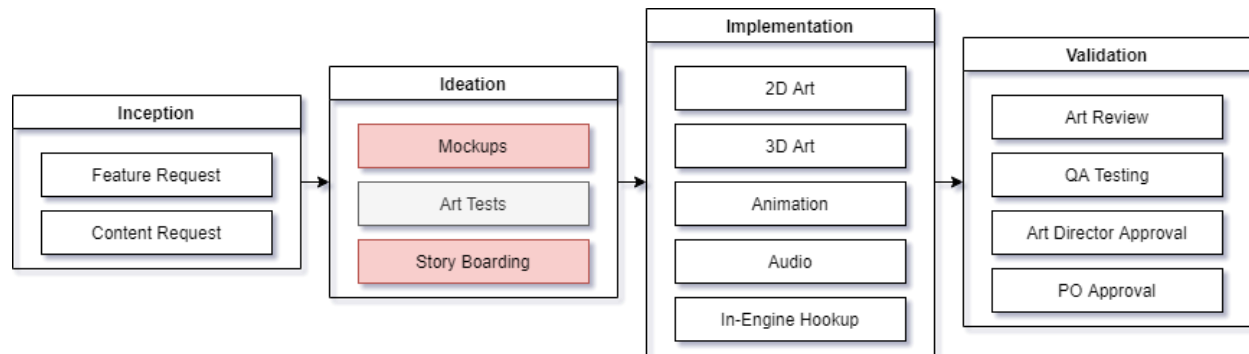 Inception
Feature Request
Content Request
Ideation
Mockups
Art Tests
Story Boarding
Implementation
2D Art
3D Art
Animation
Audio
In-Engine Hookup
Validation
Art Review
QA Testing
Art Director Approval
PO Approval